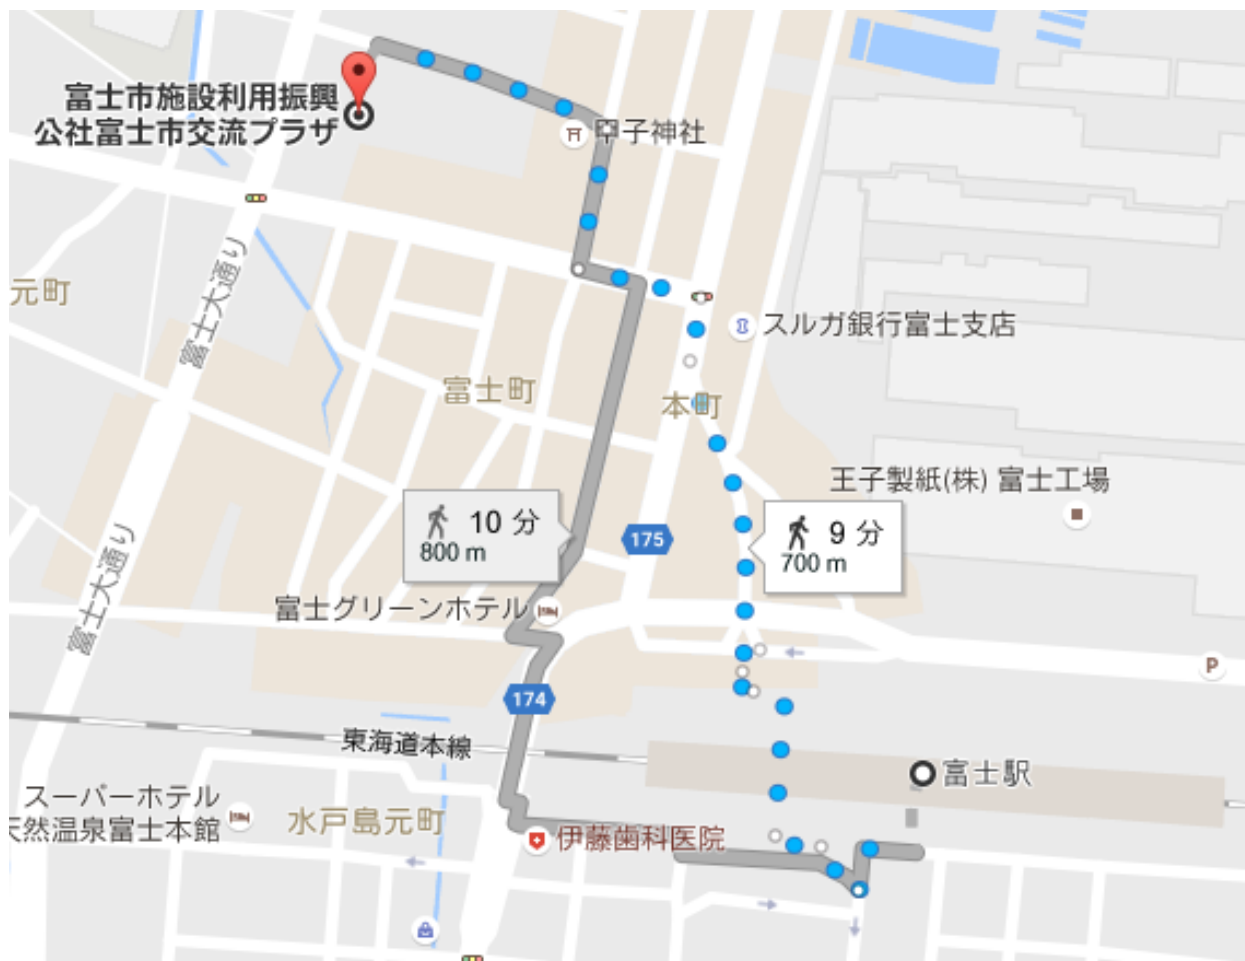 富士市施設利用振興
公社富士市交流プラザ
甲子神社
元町
富士大通り
スルガ銀行富士支店
富士町
本町
王子製紙(株) 富士工場
10 分
800 m
175
9 分
700 m
富士グリーンホテル
富士大通り
P
174
東海道本線
富士駅
スーパーホテル
天然温泉富士本館
水戸島元町
伊藤歯科医院